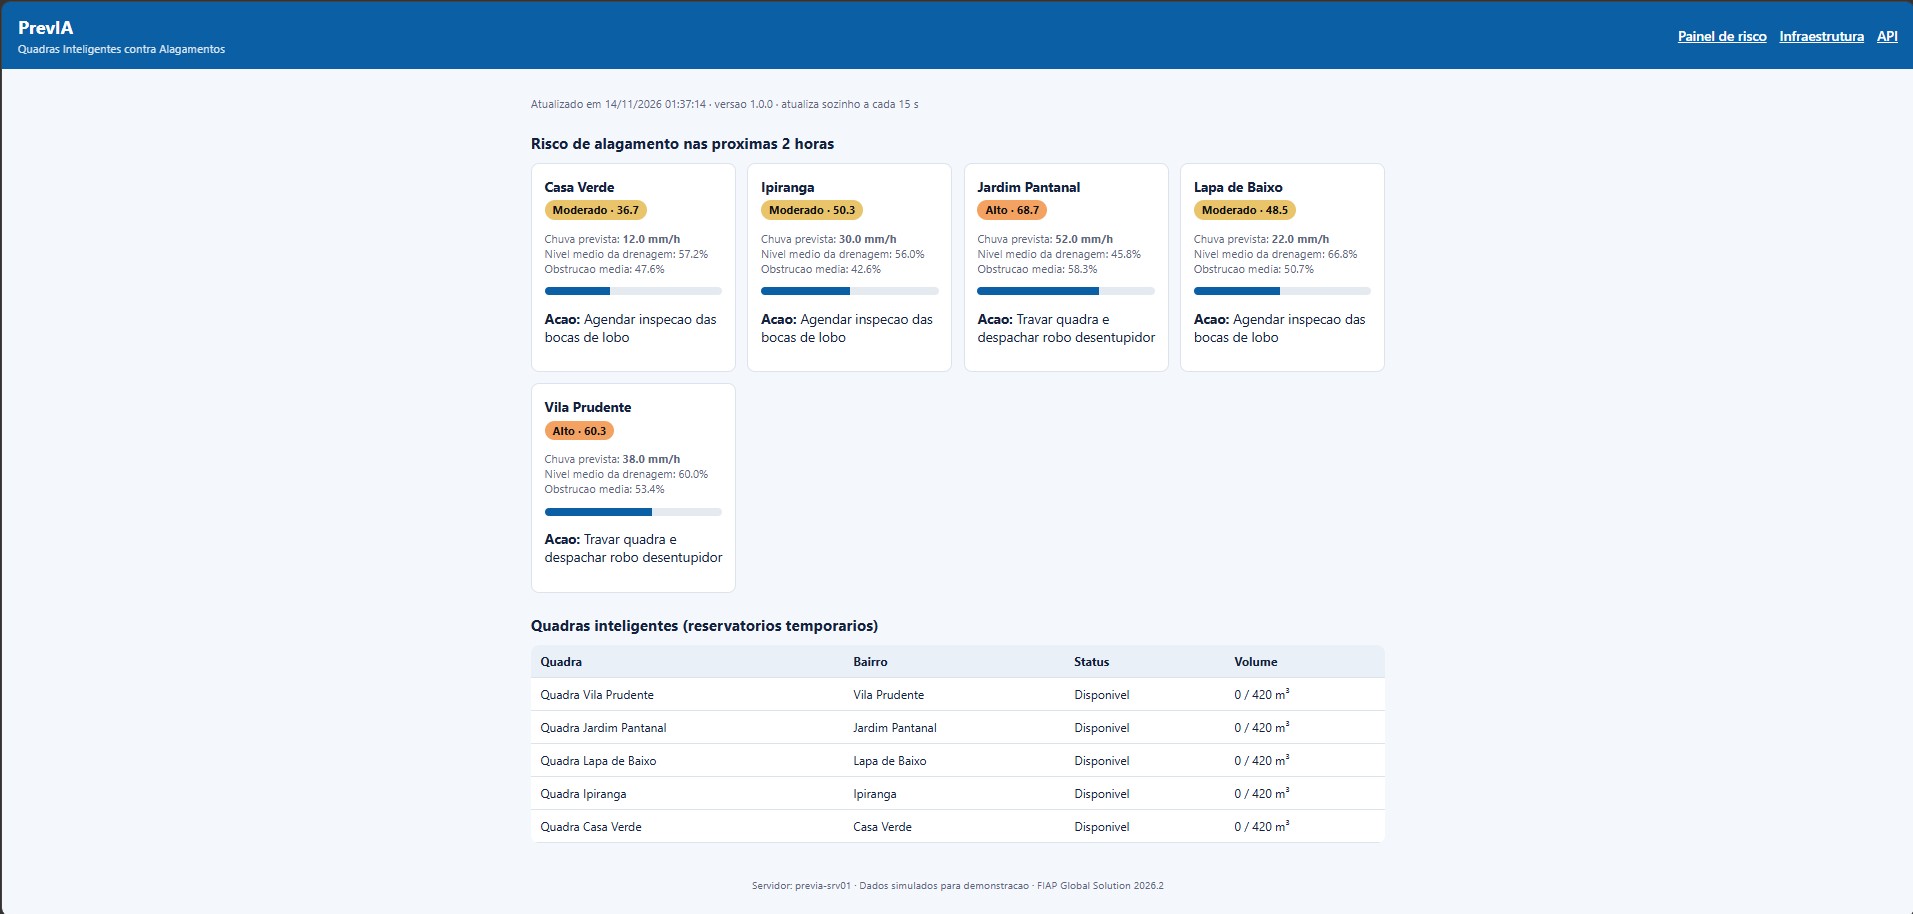 PrevIA
Quadras Inteligentes contra Alagamentos
Painel de risco Infraestrutura API
Atualizado em 14/11/2026 01:37:14 · versao 1.0.0 · atualiza sozinho a cada 15 s
Risco de alagamento nas proximas 2 horas
Casa Verde
Moderado · 36.7
Chuva prevista: 12.0 mm/h
Nivel medio da drenagem: 57.2%
Obstrucao media: 47.6%
Acao: Agendar inspecao das
bocas de lobo
Ipiranga
Moderado · 50.3
Chuva prevista: 30.0 mm/h
Nivel medio da drenagem: 56.0%
Obstrucao media: 42.6%
Acao: Agendar inspecao das
bocas de lobo
Jardim Pantanal
Alto · 68.7
Chuva prevista: 52.0 mm/h
Nivel medio da drenagem: 45.8%
Obstrucao media: 58.3%
Acao: Travar quadra e
despachar robo desentupidor
Lapa de Baixo
Moderado · 48.5
Chuva prevista: 22.0 mm/h
Nivel medio da drenagem: 66.8%
Obstrucao media: 50.7%
Acao: Agendar inspecao das
bocas de lobo
Vila Prudente
Alto · 60.3
Chuva prevista: 38.0 mm/h
Nivel medio da drenagem: 60.0%
Obstrucao media: 53.4%
Acao: Travar quadra e
despachar robo desentupidor
Quadras inteligentes (reservatorios temporarios)
Quadra Bairro Status Volume
Quadra Vila Prudente Vila Prudente Disponivel 0 / 420 m³
Quadra Jardim Pantanal Jardim Pantanal Disponivel 0 / 420 m³
Quadra Lapa de Baixo Lapa de Baixo Disponivel 0 / 420 m³
Quadra Ipiranga Ipiranga Disponivel 0 / 420 m³
Quadra Casa Verde Casa Verde Disponivel 0 / 420 m³
Servidor: previa-srv01 · Dados simulados para demonstracao · FIAP Global Solution 2026.2